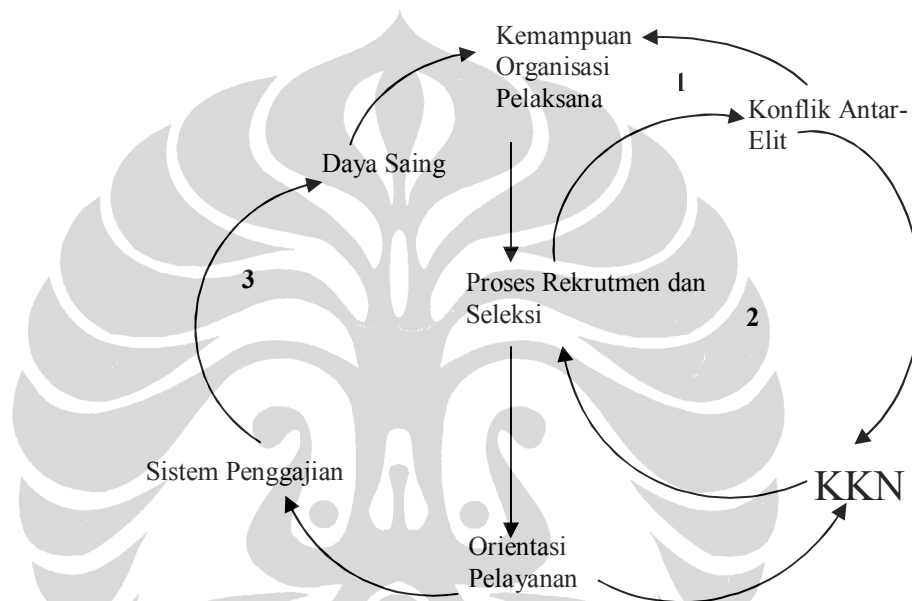 Kemampuan
Organisasi
Pelaksana
1
Konflik Antar-
Elit
Daya Saing
3
Proses Rekrutmen dan
Seleksi
2
Sistem Penggajian
KKN
Orientasi
Pelayanan